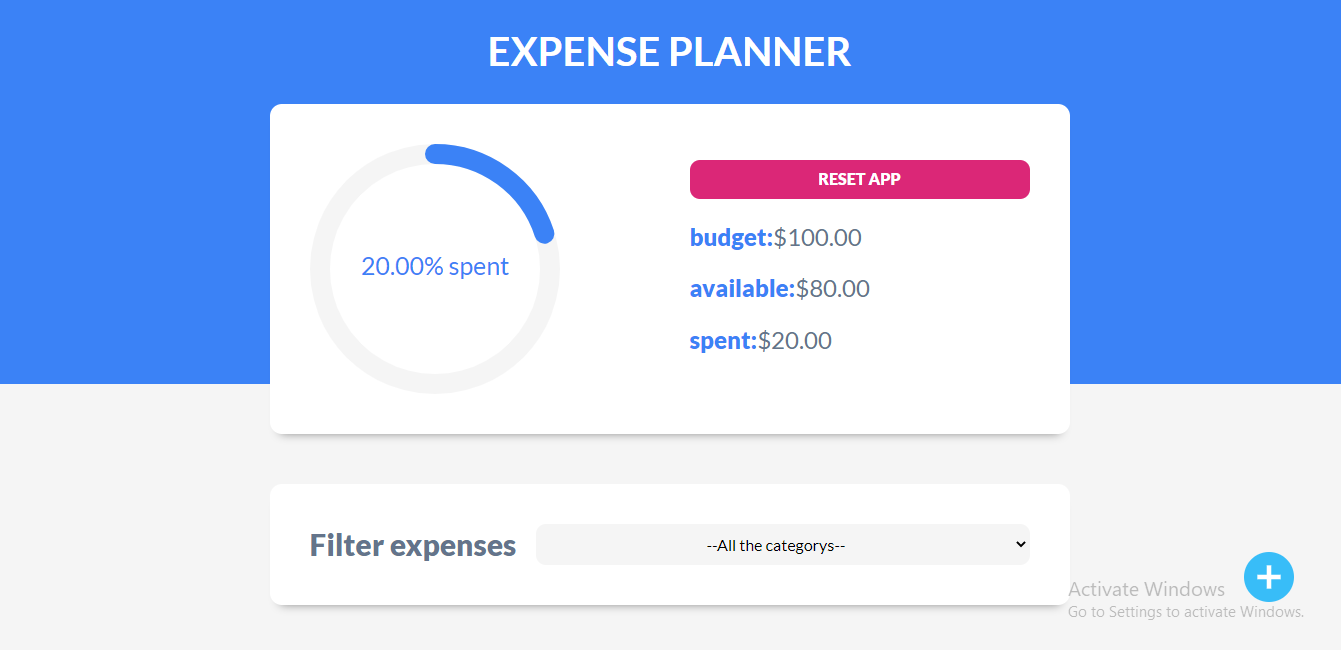 EXPENSE PLANNER
20.00% spent
RESET APP
budget:$100.00
available:$80.00
spent:$20.00
Filter expenses
--All the categorys--
Activate Windows
Go to Settings to activate Windows.